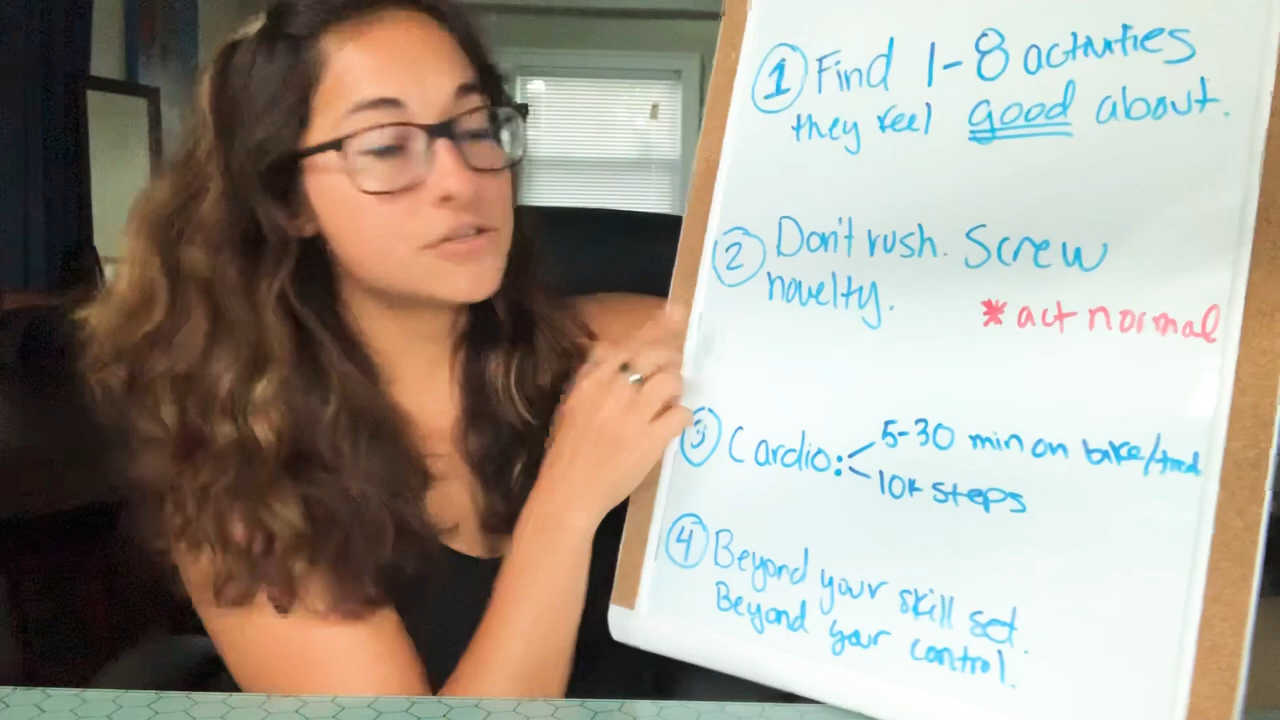 1 Find 1-8 activities
they feel good about.
2 Don't rush. Screw
novelty.
* act normal
3 Cardio: 5-30 min on bike/tread
10k steps
4 Beyond your skill set.
Beyond your control.